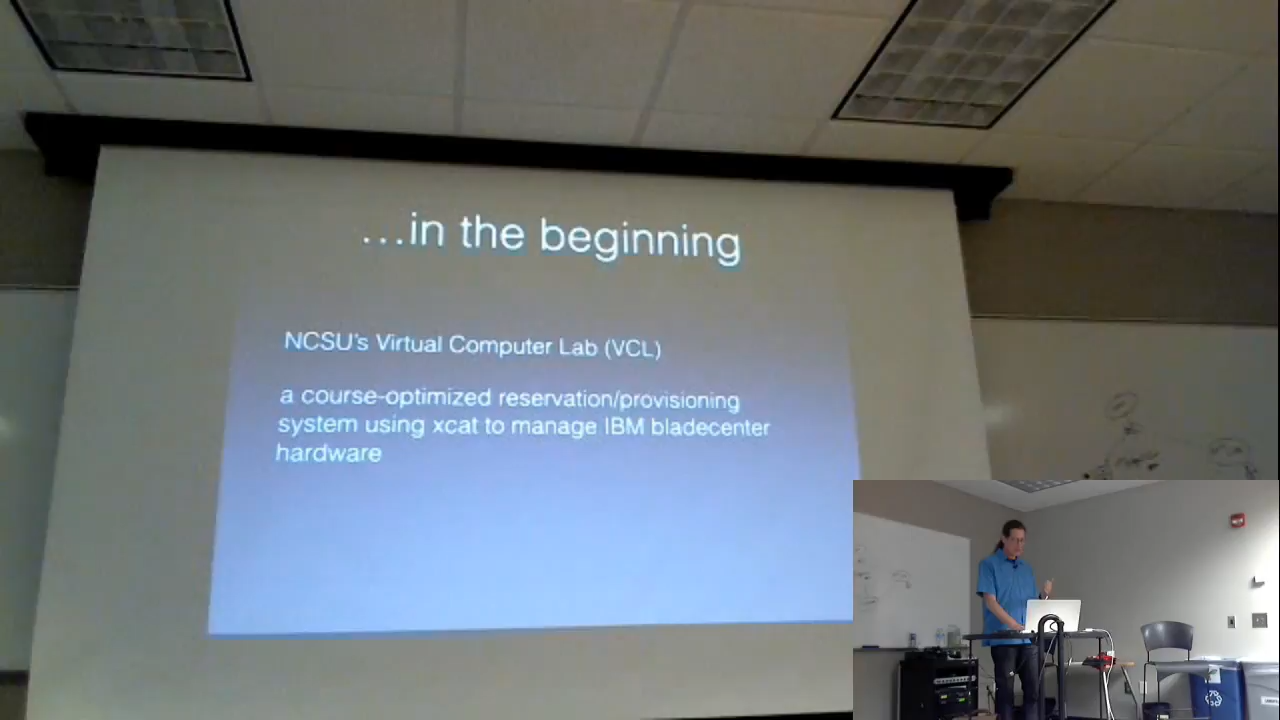 ...in the beginning
NCSU's Virtual Computer Lab (VCL)
a course-optimized reservation/provisioning
system using xcat to manage IBM bladecenter
hardware